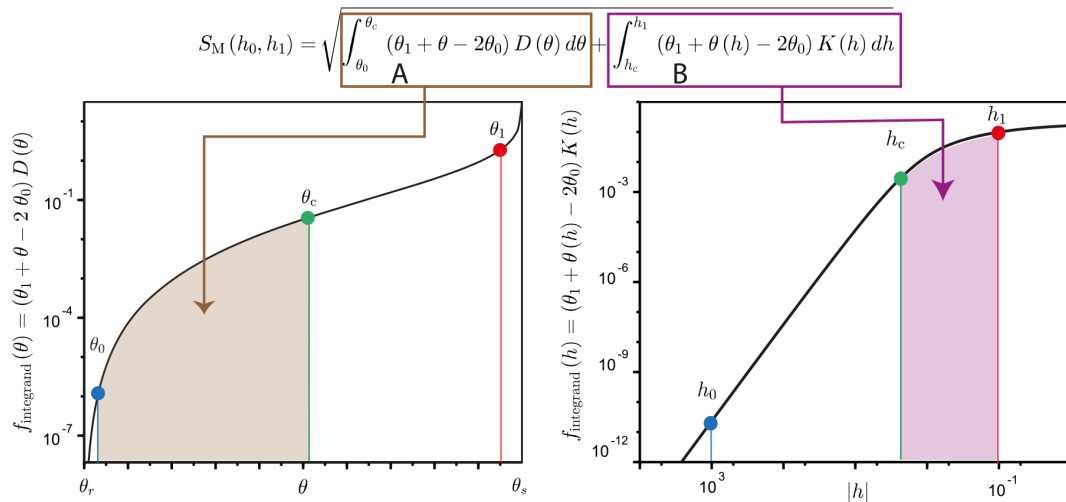 S_M (h_0, h_1) = √ ∫_{θ_0}^{θ_c} (θ_1 + θ − 2θ_0) D (θ) dθ + ∫_{h_c}^{h_1} (θ_1 + θ (h) − 2θ_0) K (h) dh
A B
f_integrand (θ) = (θ_1 + θ − 2 θ_0) D (θ)
θ_1
10^-1
θ_c
10^-4
θ_0
10^-7
θ_r θ θ_s
f_integrand (h) = (θ_1 + θ (h) − 2θ_0) K (h)
h_1
h_c
10^-3
10^-6
10^-9
h_0
10^-12
10^3 |h| 10^-1